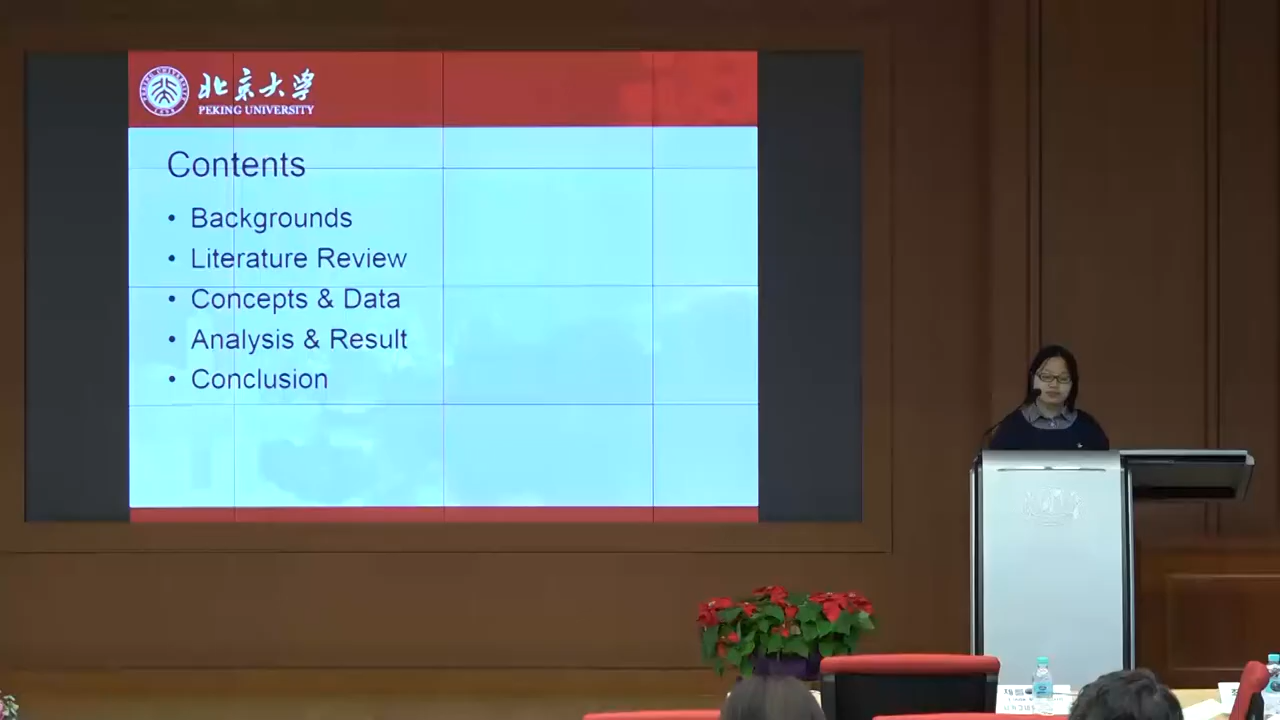 北京大学
PEKING UNIVERSITY
Contents
• Backgrounds
• Literature Review
• Concepts & Data
• Analysis & Result
• Conclusion